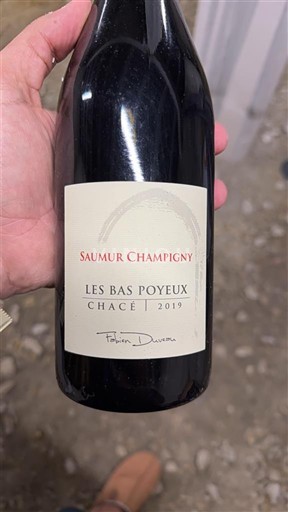 SAUMUR CHAMPIGNY
LES BAS POYEUX
CHACÉ | 2019
Fabien Duveau